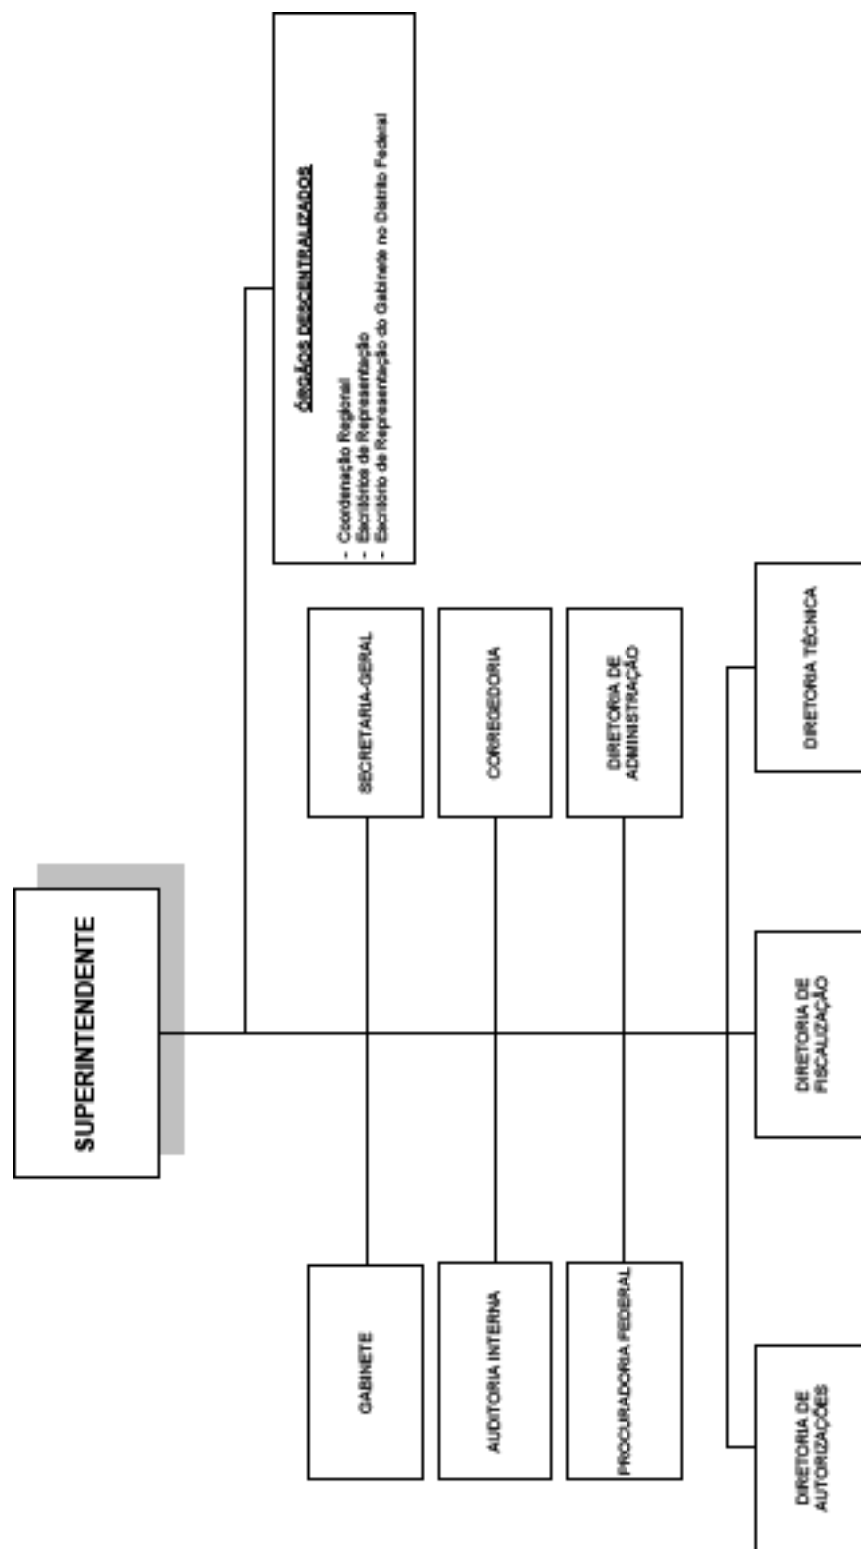 SUPERINTENDENTE
ÓRGÃOS DESCENTRALIZADOS
- Coordenação Regional
- Escritórios de Representação
- Escritório de Representação do Gabinete no Distrito Federal
GABINETE
SECRETARIA-GERAL
AUDITORIA INTERNA
CORREGEDORIA
PROCURADORIA FEDERAL
DIRETORIA DE
ADMINISTRAÇÃO
DIRETORIA DE
AUTORIZAÇÕES
DIRETORIA DE
FISCALIZAÇÃO
DIRETORIA TÉCNICA